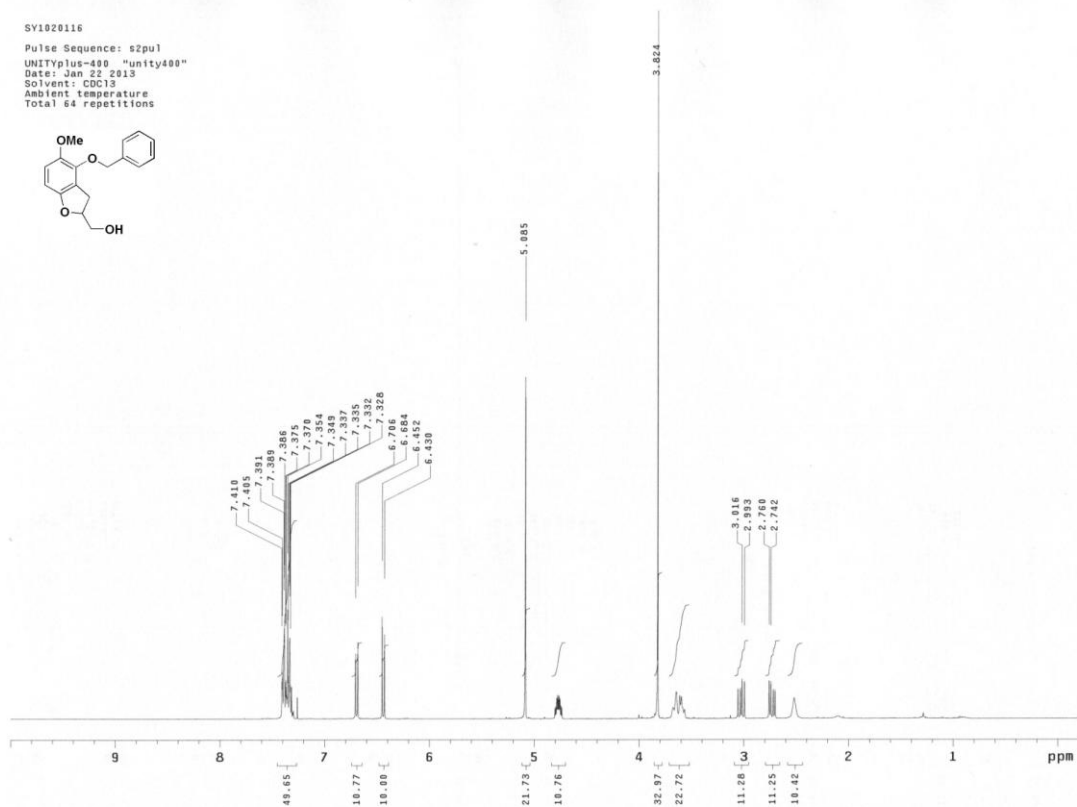 SY1020116
Pulse Sequence: s2pul
UNITYplus-400 "unity400"
Date: Jan 22 2013
Solvent: CDCl3
Ambient temperature
Total 64 repetitions
OMe
O
O
OH
7.410
7.405
7.391
7.389
7.386
7.375
7.370
7.354
7.349
7.337
7.335
7.332
7.328
6.706
6.684
6.452
6.430
5.085
3.824
3.016
2.993
2.760
2.742
9 8 7 6 5 4 3 2 1 ppm
49.65
10.77
10.00
21.73
10.76
32.97
22.72
11.28
11.25
10.42